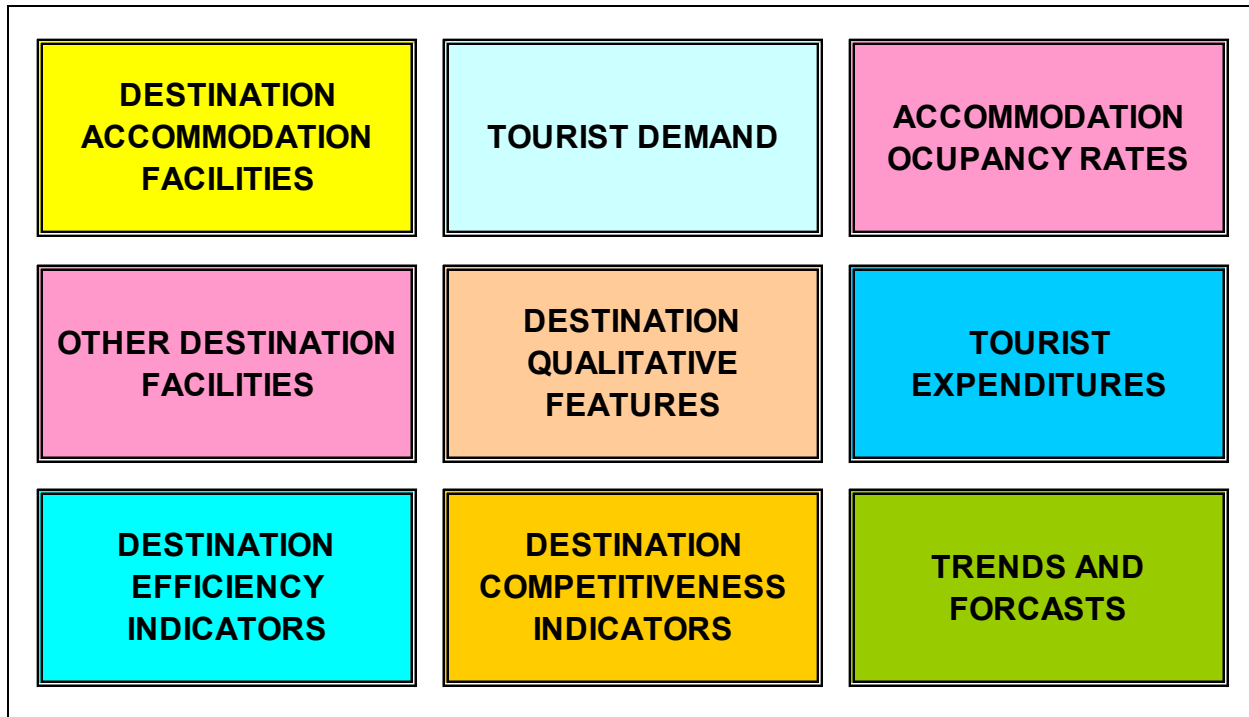 DESTINATION
ACCOMMODATION
FACILITIES
TOURIST DEMAND
ACCOMMODATION
OCUPANCY RATES
OTHER DESTINATION
FACILITIES
DESTINATION
QUALITATIVE
FEATURES
TOURIST
EXPENDITURES
DESTINATION
EFFICIENCY
INDICATORS
DESTINATION
COMPETITIVENESS
INDICATORS
TRENDS AND
FORCASTS